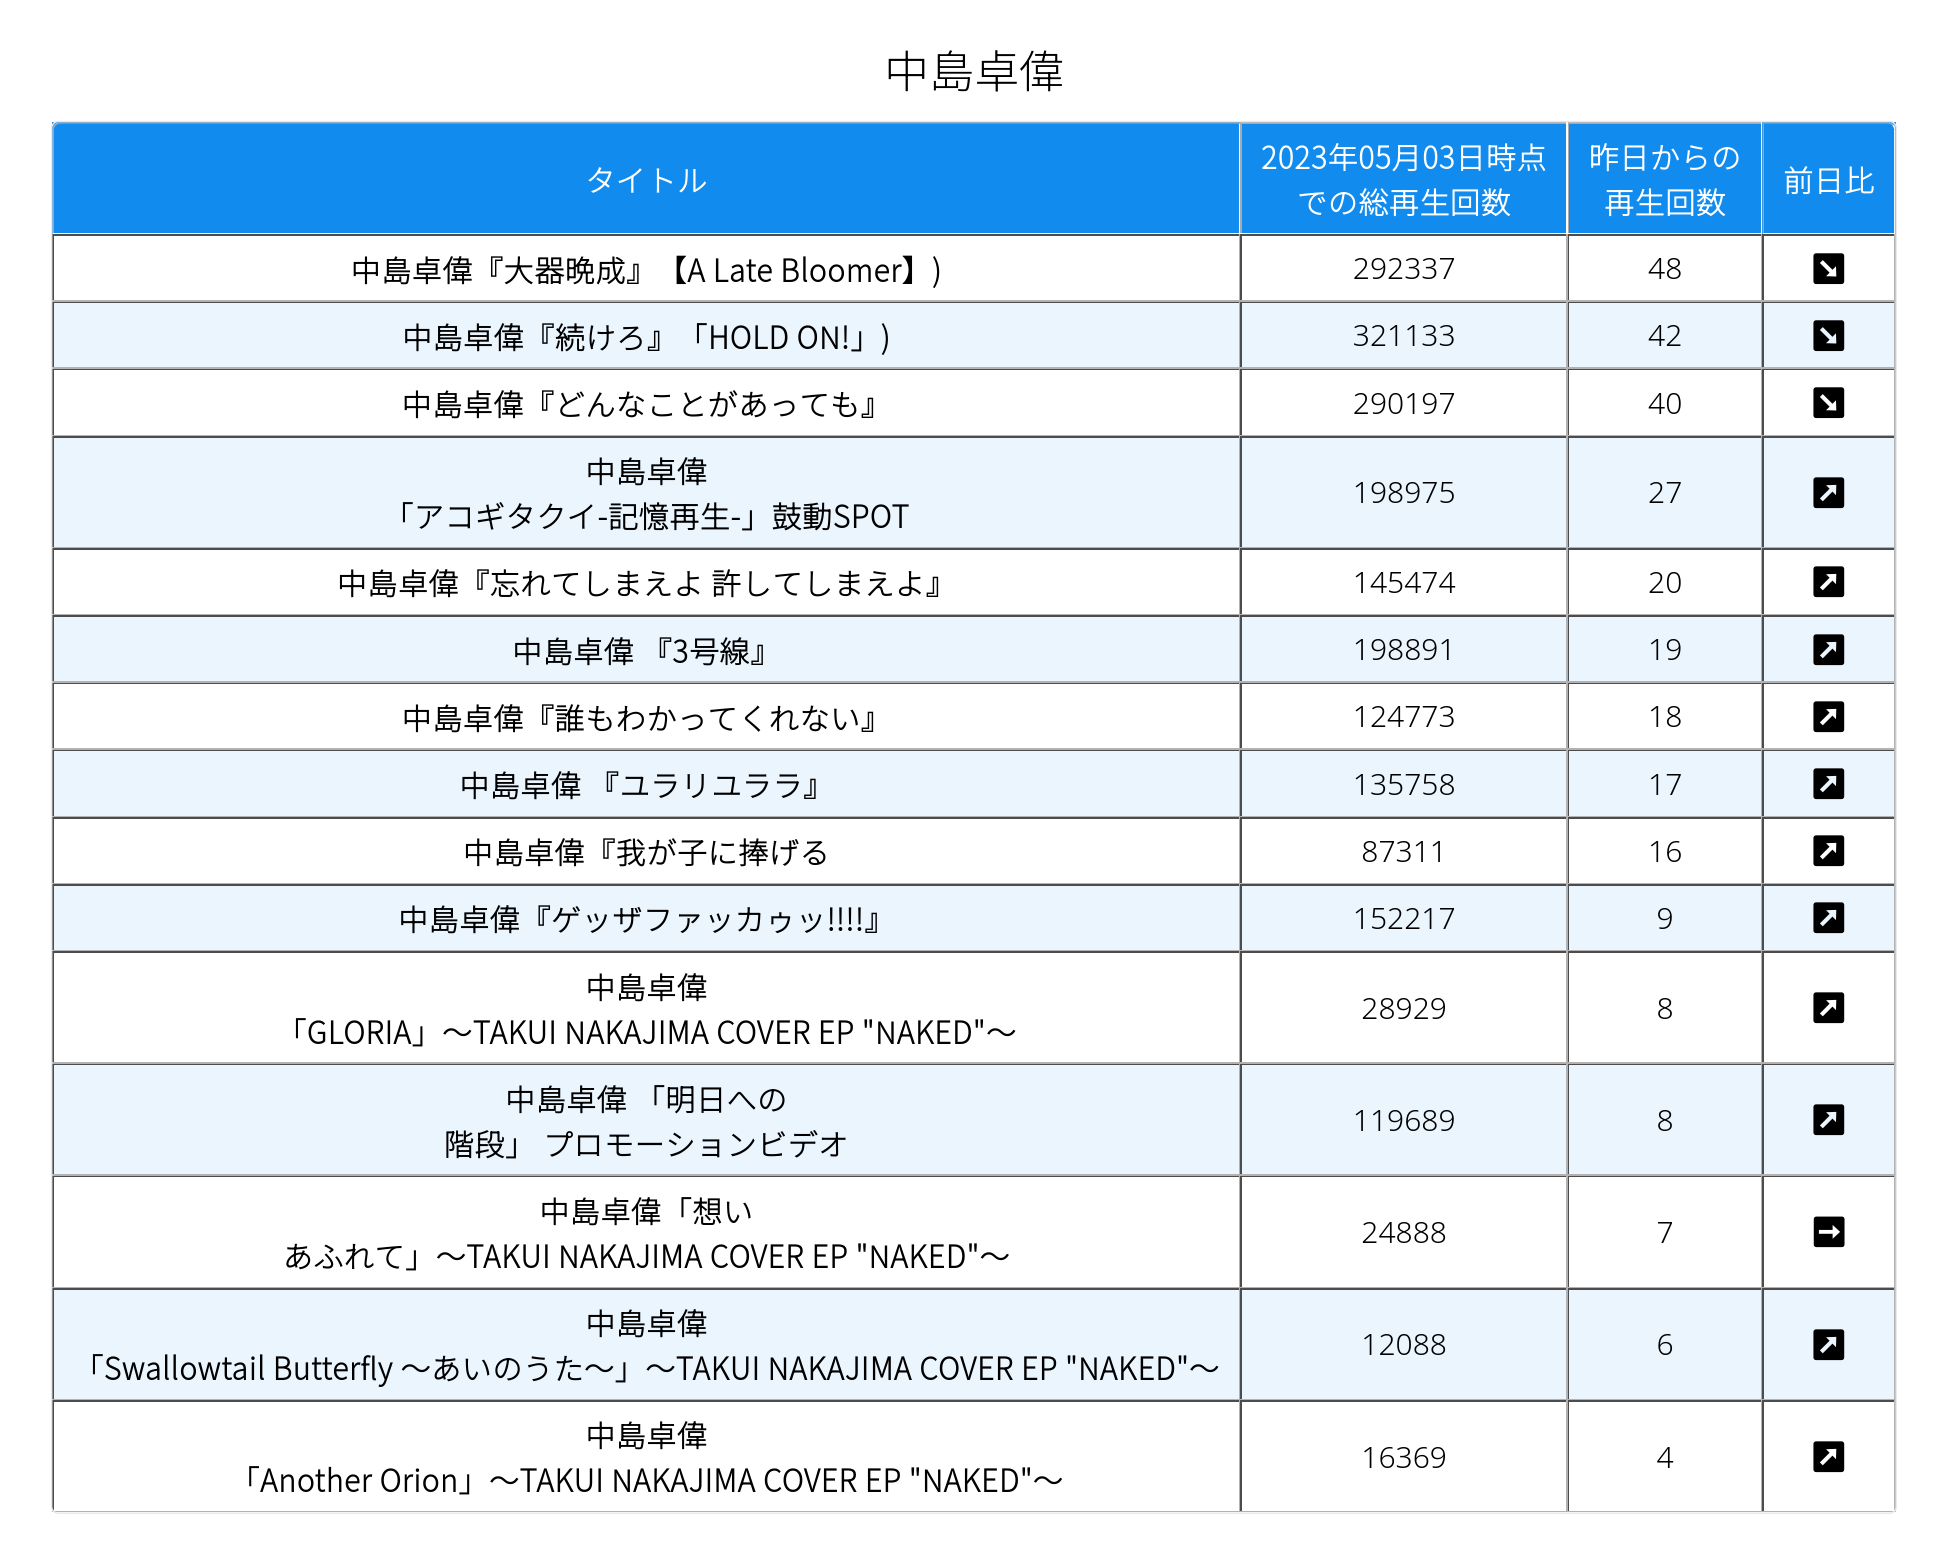 中島卓偉
タイトル
2023年05月03日時点
での総再生回数
昨日からの
再生回数
前日比
中島卓偉『大器晩成』【A Late Bloomer】)
292337
48
中島卓偉『続けろ』「HOLD ON!」)
321133
42
中島卓偉『どんなことがあっても』
290197
40
中島卓偉
「アコギタクイ-記憶再生-」鼓動SPOT
198975
27
中島卓偉『忘れてしまえよ 許してしまえよ』
145474
20
中島卓偉 『3号線』
198891
19
中島卓偉『誰もわかってくれない』
124773
18
中島卓偉 『ユラリユララ』
135758
17
中島卓偉『我が子に捧げる
87311
16
中島卓偉『ゲッザファッカゥッ!!!!』
152217
9
中島卓偉
「GLORIA」～TAKUI NAKAJIMA COVER EP "NAKED"～
28929
8
中島卓偉 「明日への
階段」 プロモーションビデオ
119689
8
中島卓偉「想い
あふれて」～TAKUI NAKAJIMA COVER EP "NAKED"～
24888
7
中島卓偉
「Swallowtail Butterfly ～あいのうた～」～TAKUI NAKAJIMA COVER EP "NAKED"～
12088
6
中島卓偉
「Another Orion」～TAKUI NAKAJIMA COVER EP "NAKED"～
16369
4